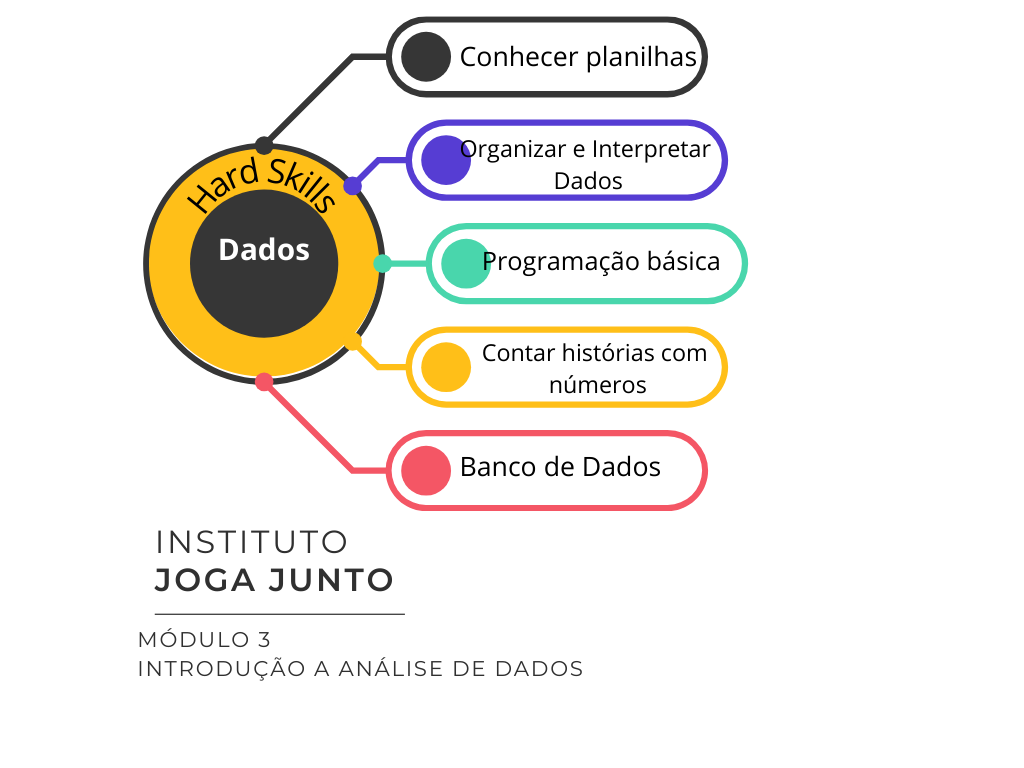 Conhecer planilhas
Organizar e Interpretar
Dados
Hard Skills
Dados
Programação básica
Contar histórias com
números
Banco de Dados
INSTITUTO
JOGA JUNTO
MÓDULO 3
INTRODUÇÃO A ANÁLISE DE DADOS